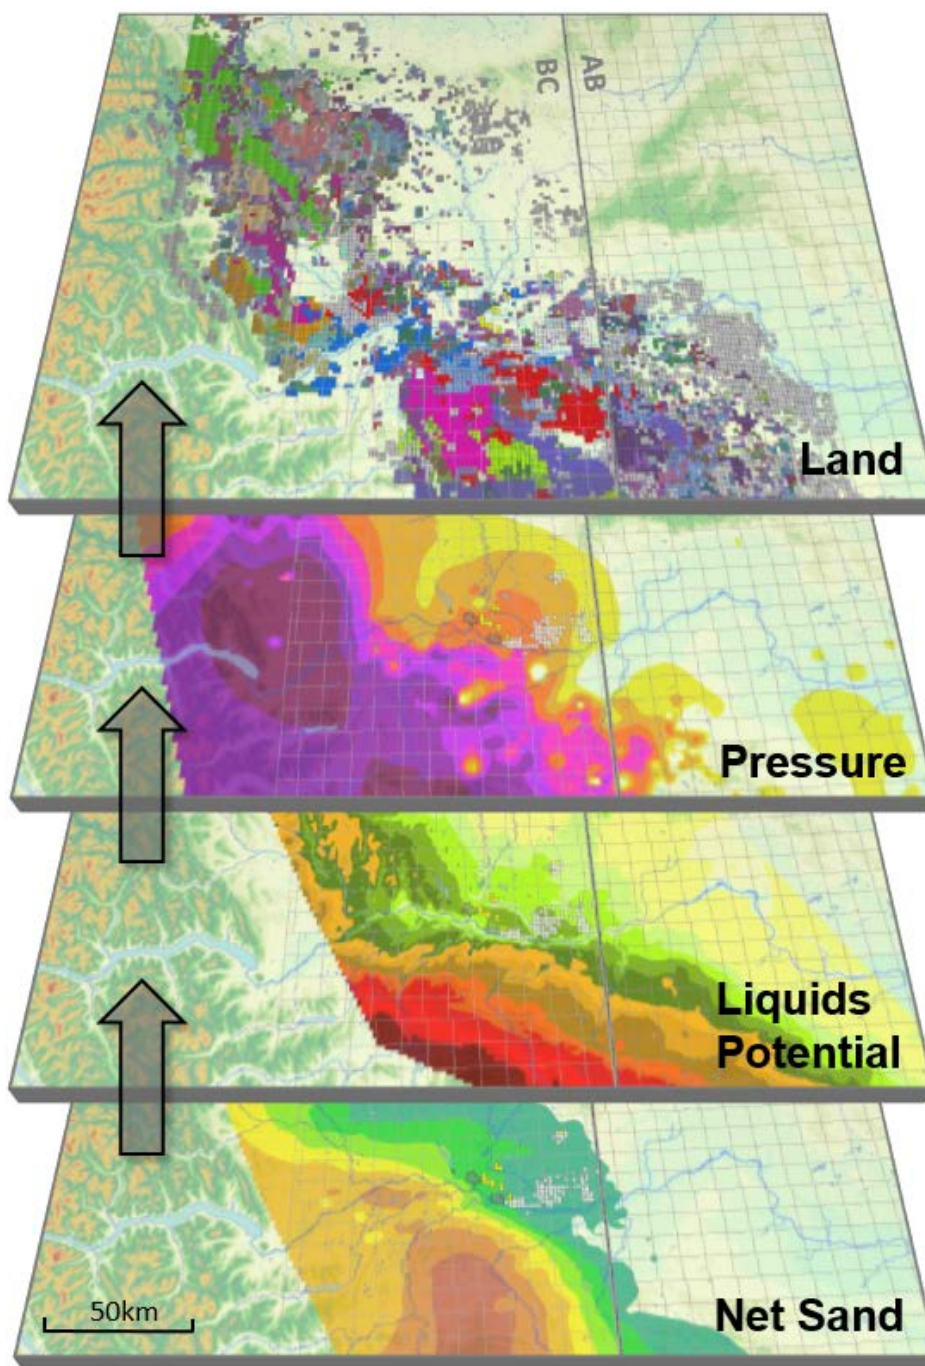 AB
BC
Land
Pressure
Liquids
Potential
Net Sand
50km